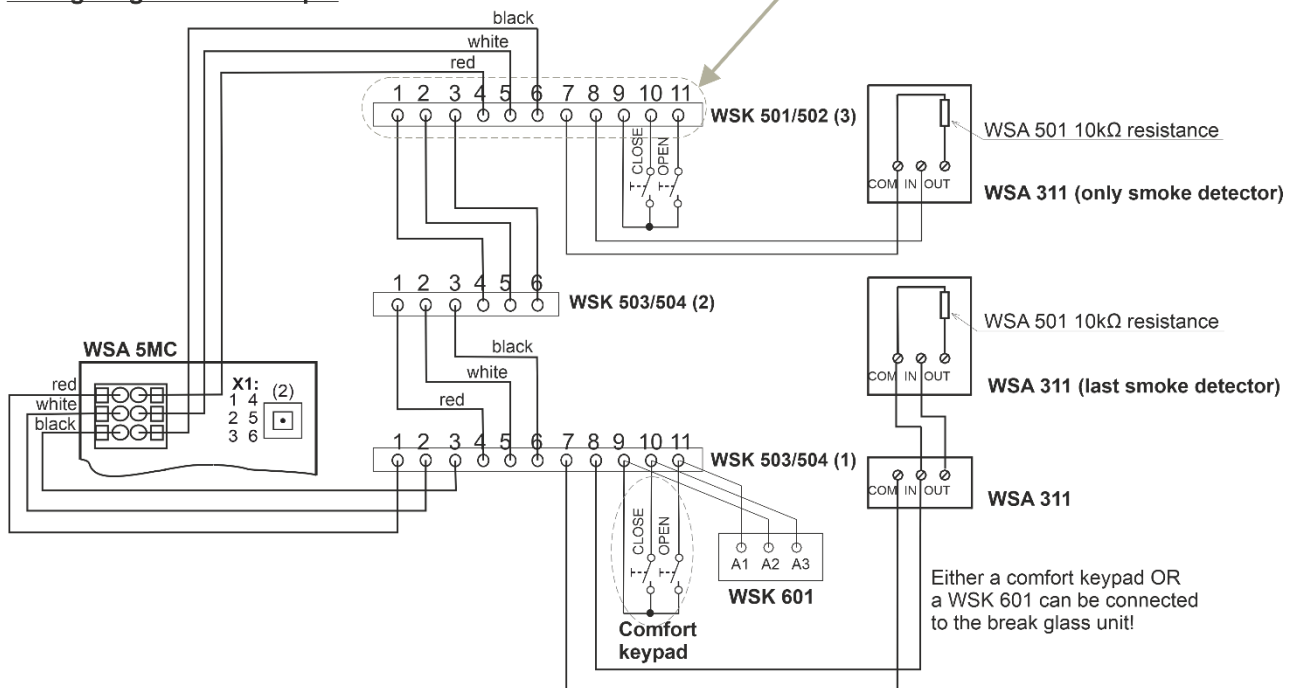 black
white
red
1 2 3 4 5 6 7 8 9 10 11
WSK 501/502 (3)
CLOSE
OPEN
WSA 501 10kΩ resistance
COM IN OUT
WSA 311 (only smoke detector)
1 2 3 4 5 6
WSK 503/504 (2)
WSA 501 10kΩ resistance
COM IN OUT
WSA 311 (last smoke detector)
WSA 5MC
red
white
black
X1:
1 4
2 5
3 6
(2)
black
white
red
1 2 3 4 5 6 7 8 9 10 11
WSK 503/504 (1)
CLOSE
OPEN
Comfort
keypad
A1 A2 A3
WSK 601
COM IN OUT
WSA 311
Either a comfort keypad OR
a WSK 601 can be connected
to the break glass unit!